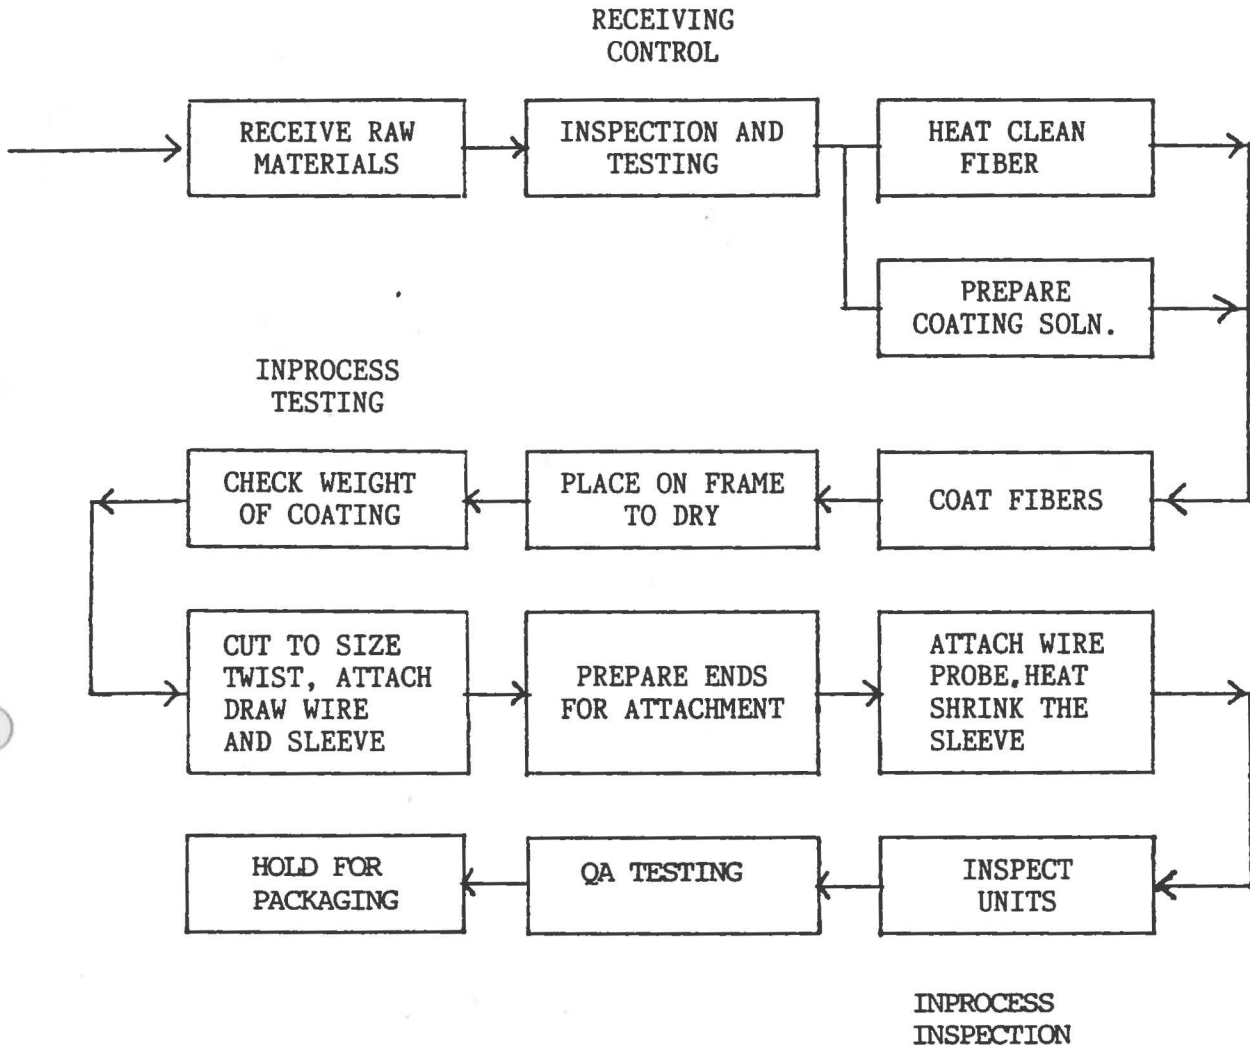 RECEIVING
CONTROL
RECEIVE RAW
MATERIALS
INSPECTION AND
TESTING
HEAT CLEAN
FIBER
PREPARE
COATING SOLN.
INPROCESS
TESTING
CHECK WEIGHT
OF COATING
PLACE ON FRAME
TO DRY
COAT FIBERS
CUT TO SIZE
TWIST, ATTACH
DRAW WIRE
AND SLEEVE
PREPARE ENDS
FOR ATTACHMENT
ATTACH WIRE
PROBE,HEAT
SHRINK THE
SLEEVE
HOLD FOR
PACKAGING
QA TESTING
INSPECT
UNITS
INPROCESS
INSPECTION